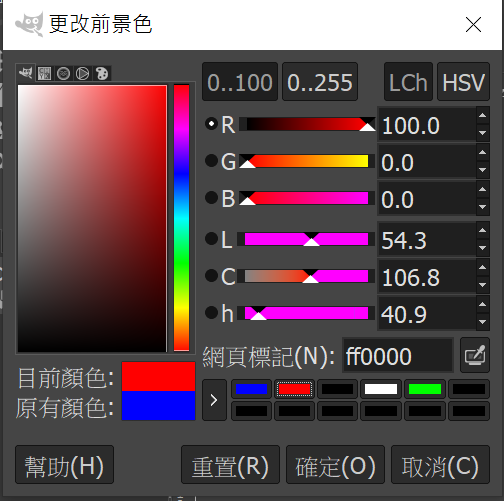 更改前景色
0..100 0..255 LCh HSV
R 100.0
G 0.0
B 0.0
L 54.3
C 106.8
h 40.9
網頁標記(N): ff0000
目前顏色:
原有顏色:
幫助(H) 重置(R) 確定(O) 取消(C)